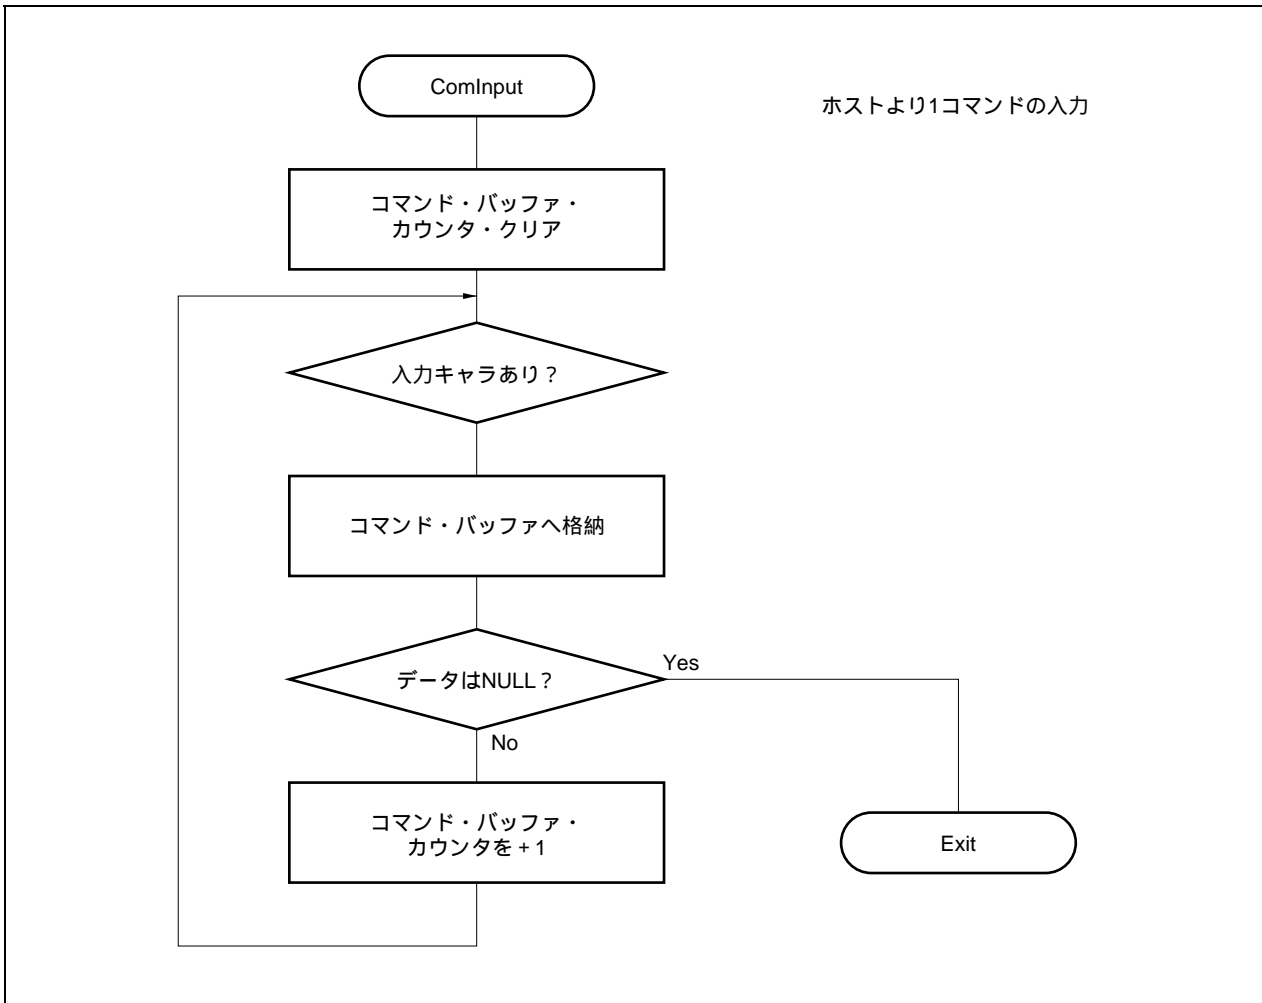 ComInput
ホストより1コマンドの入力
コマンド・バッファ・
カウンタ・クリア
入力キャラあり？
コマンド・バッファへ格納
データはNULL？
Yes
No
コマンド・バッファ・
カウンタを＋1
Exit